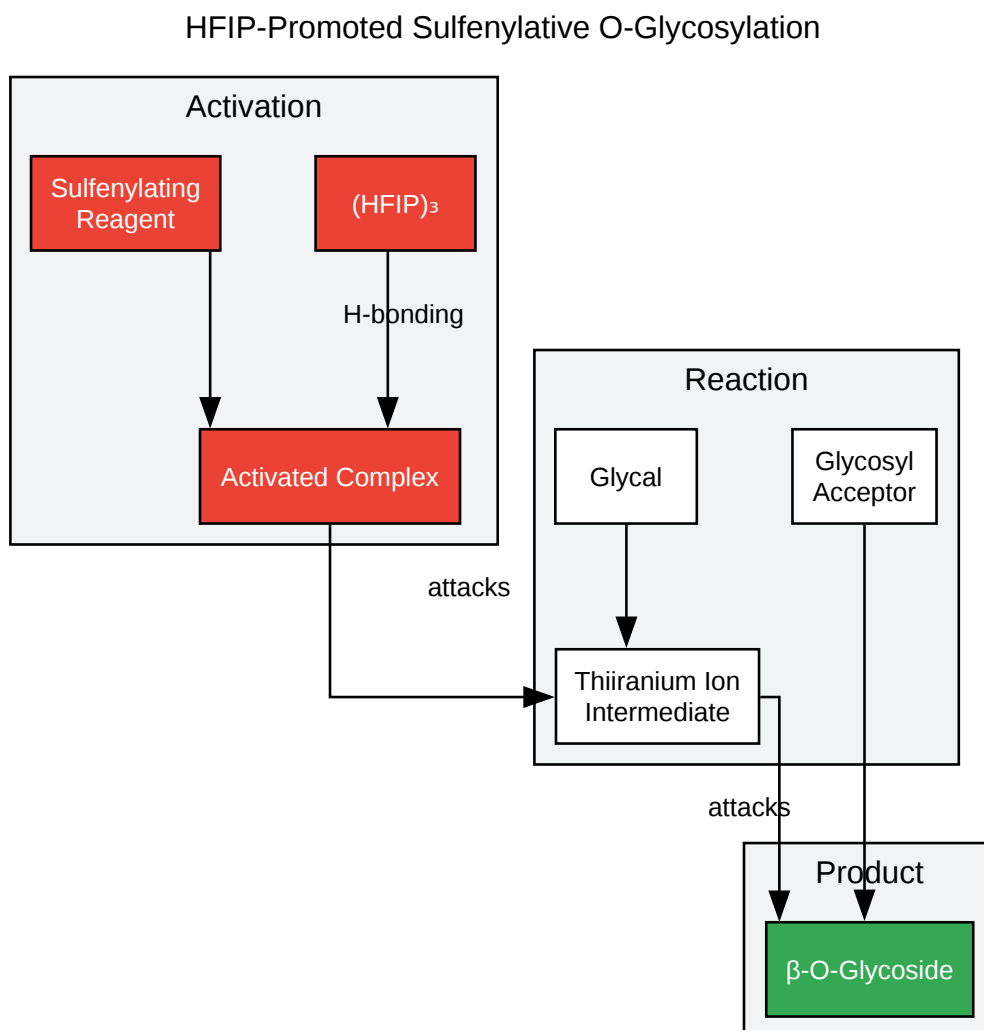 HFIP-Promoted Sulfenylative O-Glycosylation
Activation
Sulfenylating
Reagent
(HFIP)₃
H-bonding
Activated Complex
Reaction
Glycal
Glycosyl
Acceptor
attacks
Thiiranium Ion
Intermediate
attacks
Product
β-O-Glycoside